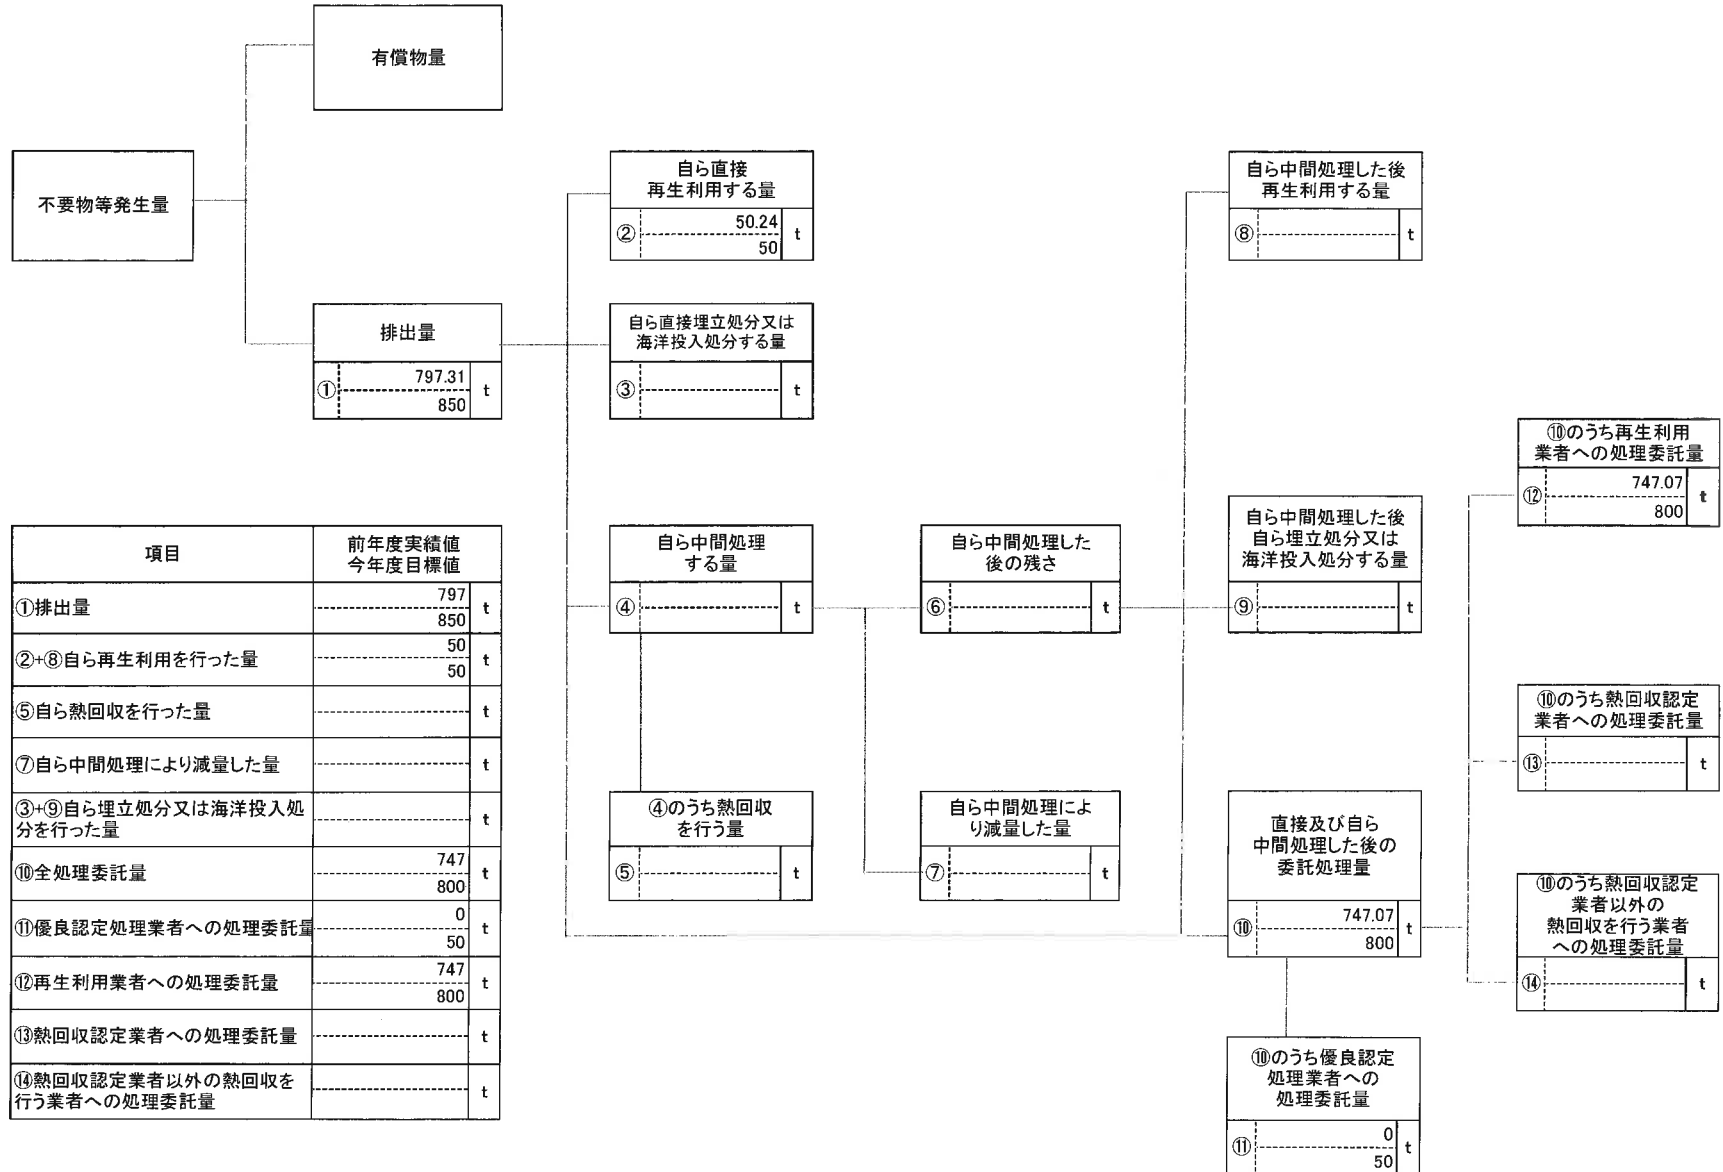 有償物量
不要物等発生量
排出量
① 797.31 t
850
自ら直接
再生利用する量
② 50.24 t
50
自ら直接埋立処分又は
海洋投入処分する量
③ t
自ら中間処理
する量
④ t
④のうち熱回収
を行う量
⑤ t
自ら中間処理した
後の残さ
⑥ t
自ら中間処理によ
り減量した量
⑦ t
自ら中間処理した後
再生利用する量
⑧ t
自ら中間処理した後
自ら埋立処分又は
海洋投入処分する量
⑨ t
直接及び自ら
中間処理した後の
委託処理量
⑩ 747.07 t
800
⑩のうち優良認定
処理業者への
処理委託量
⑪ 0 t
50
⑩のうち再生利用
業者への処理委託量
⑫ 747.07 t
800
⑩のうち熱回収認定
業者への処理委託量
⑬ t
⑩のうち熱回収認定
業者以外の
熱回収を行う業者
への処理委託量
⑭ t
項目 前年度実績値
今年度目標値
①排出量 797 t
850
②+⑧自ら再生利用を行った量 50 t
50
⑤自ら熱回収を行った量 t
⑦自ら中間処理により減量した量 t
③+⑨自ら埋立処分又は海洋投入処
分を行った量 t
⑩全処理委託量 747 t
800
⑪優良認定処理業者への処理委託量 0 t
50
⑫再生利用業者への処理委託量 747 t
800
⑬熱回収認定業者への処理委託量 t
⑭熱回収認定業者以外の熱回収を
行う業者への処理委託量 t